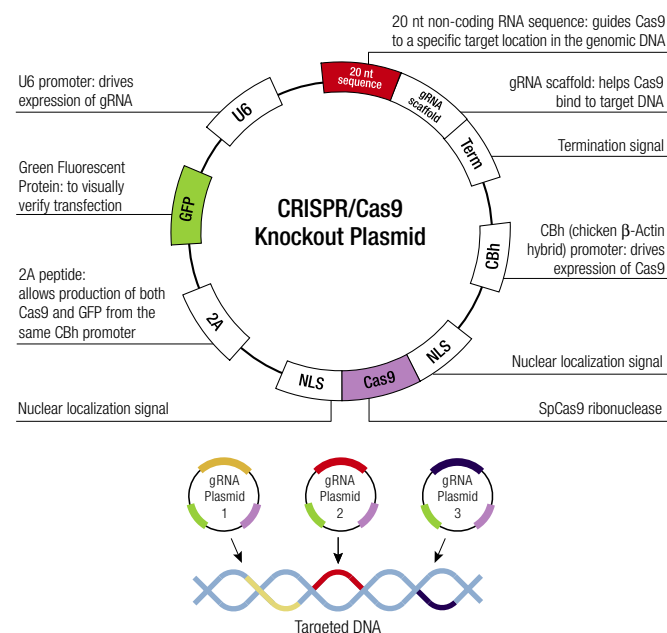 20 nt non-coding RNA sequence: guides Cas9
to a specific target location in the genomic DNA
U6 promoter: drives
expression of gRNA
20 nt
sequence
gRNA
scaffold
gRNA scaffold: helps Cas9
bind to target DNA
U6
Term
Termination signal
Green Fluorescent
Protein: to visually
verify transfection
GFP
CRISPR/Cas9
Knockout Plasmid
CBh
CBh (chicken β-Actin
hybrid) promoter: drives
expression of Cas9
2A peptide:
allows production of both
Cas9 and GFP from the
same CBh promoter
2A
NLS
Cas9
NLS
Nuclear localization signal
Nuclear localization signal
SpCas9 ribonuclease
gRNA
Plasmid
1
gRNA
Plasmid
2
gRNA
Plasmid
3
Targeted DNA